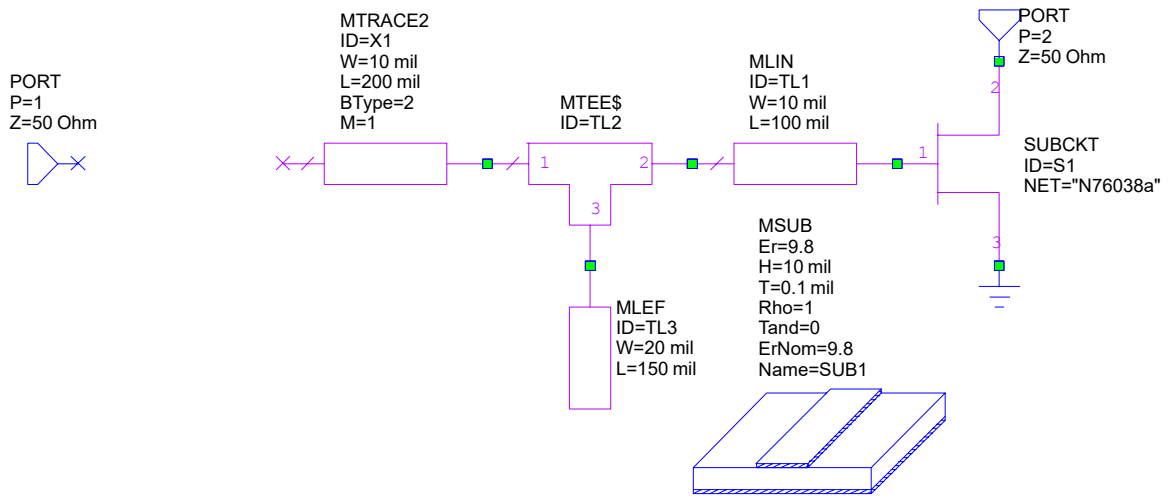 PORT
P=1
Z=50 Ohm
MTRACE2
ID=X1
W=10 mil
L=200 mil
BType=2
M=1
MTEE$
ID=TL2
1
2
3
MLIN
ID=TL1
W=10 mil
L=100 mil
PORT
P=2
Z=50 Ohm
2
1
3
SUBCKT
ID=S1
NET="N76038a"
MLEF
ID=TL3
W=20 mil
L=150 mil
MSUB
Er=9.8
H=10 mil
T=0.1 mil
Rho=1
Tand=0
ErNom=9.8
Name=SUB1